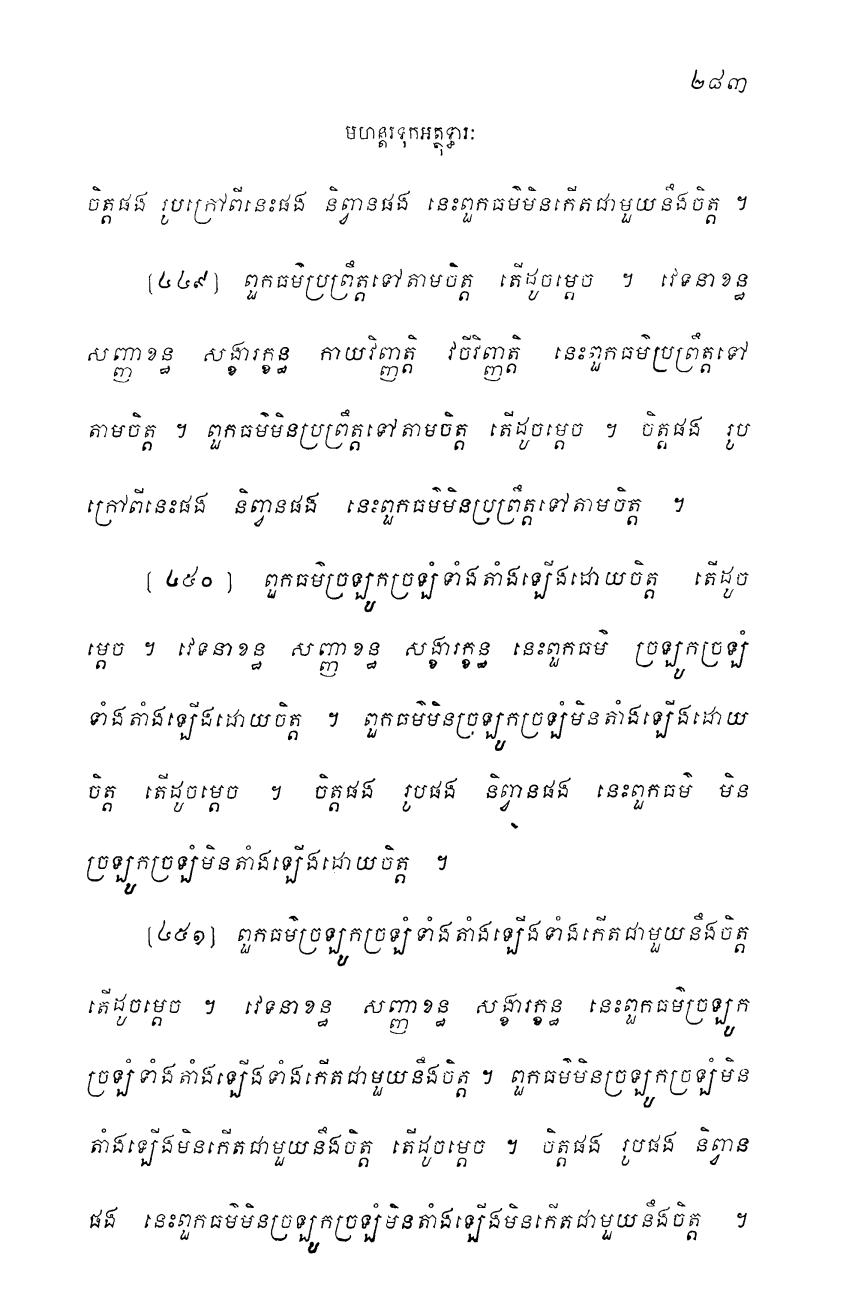 ២៨៣
មហន្តរទុកអត្ថុទ្ធារៈ
ចិត្តផង រូបក្រៅពីនេះផង និព្វានផង នេះពួកធម៌មិនកើតជាមួយនឹងចិត្ត ។
(៤៤៩) ពួកធម៌ប្រព្រឹត្តទៅតាមចិត្ត តើដូចម្តេច ។ វេទនាខន្ធ
សញ្ញាខន្ធ សង្ខារក្ខន្ធ កាយវិញ្ញត្តិ វចីវិញ្ញត្តិ នេះពួកធម៌ប្រព្រឹត្តទៅ
តាមចិត្ត ។ ពួកធម៌មិនប្រព្រឹត្តទៅតាមចិត្ត តើដូចម្តេច ។ ចិត្តផង រូប
ក្រៅពីនេះផង និព្វានផង នេះពួកធម៌មិនប្រព្រឹត្តទៅតាមចិត្ត ។
( ៤៥០ ) ពួកធម៌ច្រឡូកច្រឡំទាំងតាំងឡើងដោយចិត្ត តើដូច
ម្តេច ។ វេទនាខន្ធ សញ្ញាខន្ធ សង្ខារក្ខន្ធ នេះពួកធម៌ ច្រឡូកច្រឡំ
ទាំងតាំងឡើងដោយចិត្ត ។ ពួកធម៌មិនច្រឡូកច្រឡំមិនតាំងឡើងដោយ
ចិត្ត តើដូចម្តេច ។ ចិត្តផង រូបផង និព្វានផង នេះពួកធម៌ មិន
ច្រឡូកច្រឡំមិនតាំងឡើងដោយចិត្ត ។
(៤៥១) ពួកធម៌ច្រឡូកច្រឡំទាំងតាំងឡើងទាំងកើតជាមួយនឹងចិត្ត
តើដូចម្តេច ។ វេទនាខន្ធ សញ្ញាខន្ធ សង្ខារក្ខន្ធ នេះពួកធម៌ច្រឡូក
ច្រឡំទាំងតាំងឡើងទាំងកើតជាមួយនឹងចិត្ត ។ ពួកធម៌មិនច្រឡូកច្រឡំមិន
តាំងឡើងមិនកើតជាមួយនឹងចិត្ត តើដូចម្តេច ។ ចិត្តផង រូបផង និព្វាន
ផង នេះពួកធម៌មិនច្រឡូកច្រឡំមិនតាំងឡើងមិនកើតជាមួយនឹងចិត្ត ។